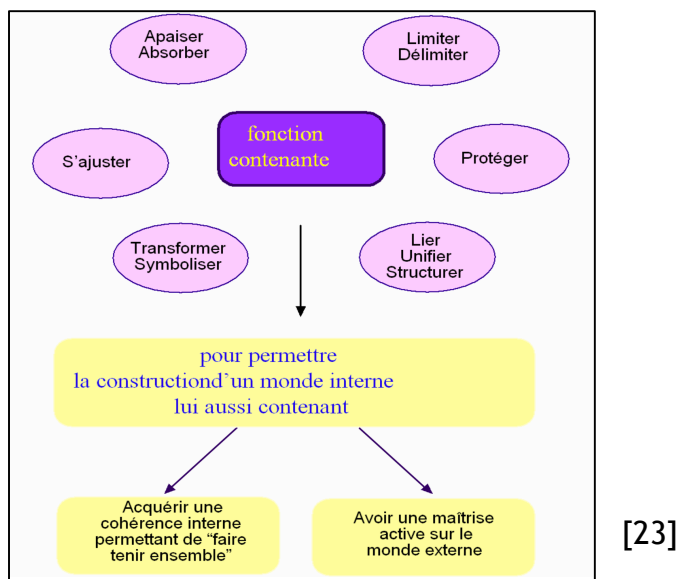 Apaiser
Absorber
Limiter
Délimiter
fonction
contenante
S'ajuster
Protéger
Transformer
Symboliser
Lier
Unifier
Structurer
pour permettre
la constructiond'un monde interne
lui aussi contenant
Acquérir une
cohérence interne
permettant de “faire
tenir ensemble”
Avoir une maîtrise
active sur le
monde externe
[23]